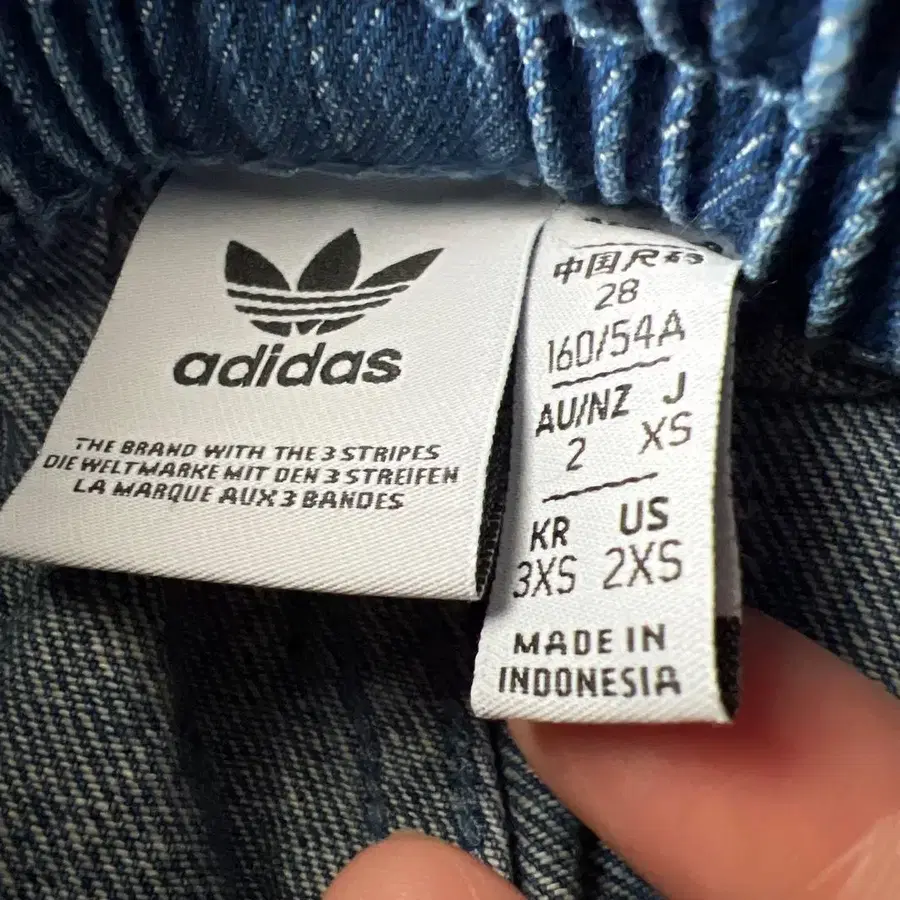 adidas
THE BRAND WITH THE 3 STRIPES
DIE WELTMARKE MIT DEN 3 STREIFEN
LA MARQUE AUX 3 BANDES
中国尺码
28
160/54A
AU/NZ J
2 XS
KR US
3XS 2XS
MADE IN
INDONESIA